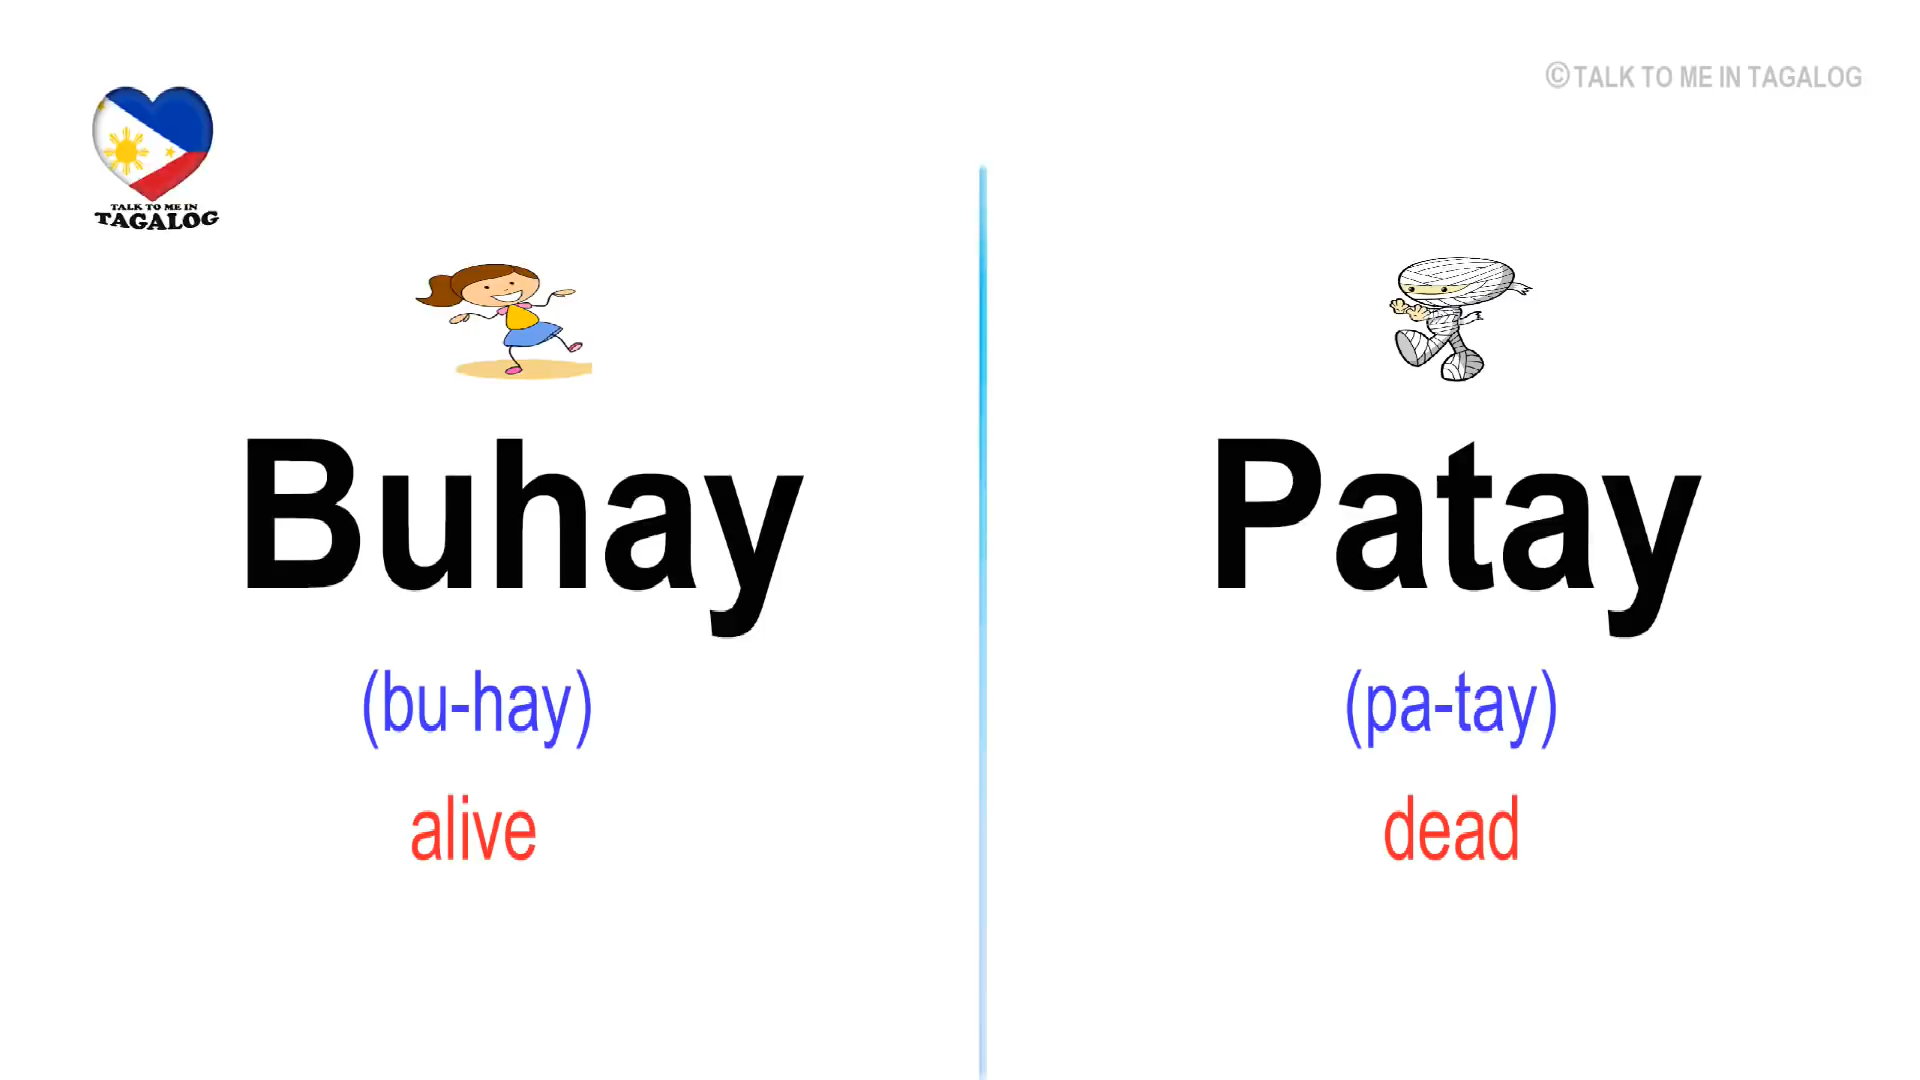 ©TALK TO ME IN TAGALOG
TALK TO ME IN
TAGALOG
Buhay
(bu-hay)
alive
Patay
(pa-tay)
dead